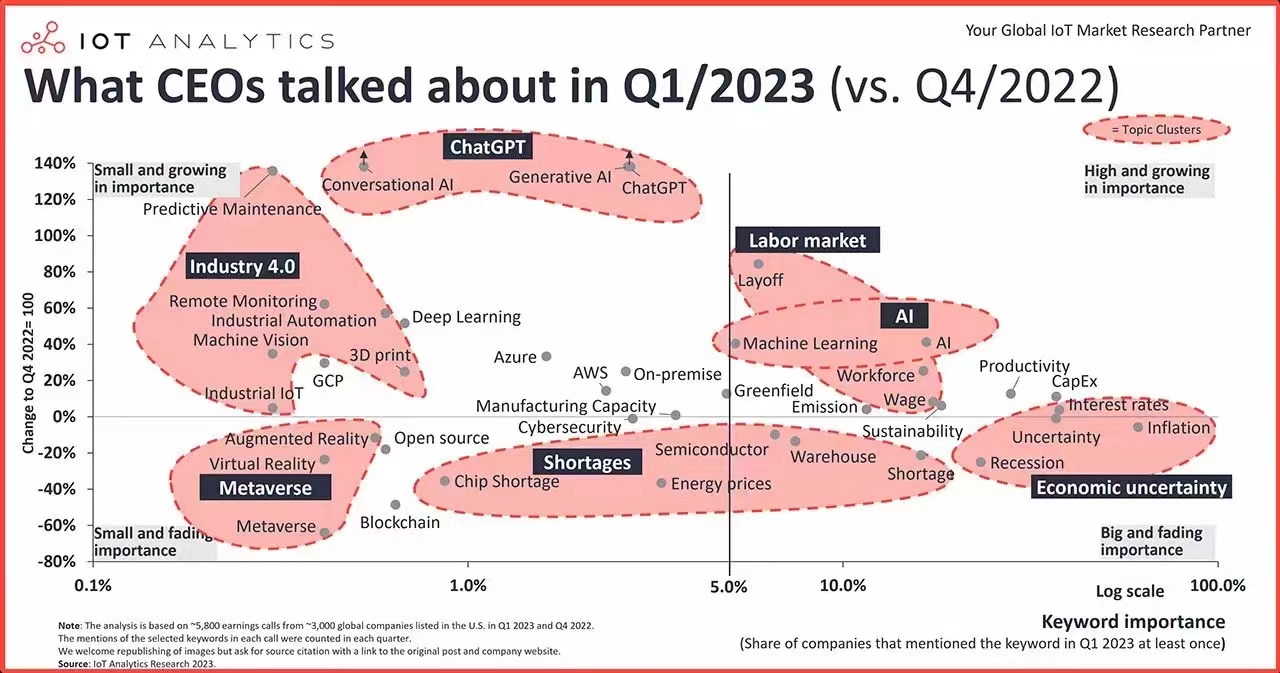 IOT ANALYTICS
Your Global IoT Market Research Partner
What CEOs talked about in Q1/2023 (vs. Q4/2022)
= Topic Clusters
140%
120%
100%
80%
60%
40%
20%
0%
-20%
-40%
-60%
-80%
Change to Q4 2022= 100
Small and growing
in importance
High and growing
in importance
ChatGPT
Conversational AI
Generative AI
ChatGPT
Predictive Maintenance
Industry 4.0
Remote Monitoring
Industrial Automation
Machine Vision
Deep Learning
3D print
GCP
Industrial IoT
Labor market
Layoff
AI
Machine Learning
AI
Workforce
Wage
Azure
AWS
On-premise
Greenfield
Manufacturing Capacity
Cybersecurity
Emission
Sustainability
Productivity
CapEx
Interest rates
Uncertainty
Inflation
Recession
Economic uncertainty
Augmented Reality
Open source
Virtual Reality
Metaverse
Metaverse
Blockchain
Shortages
Semiconductor
Warehouse
Chip Shortage
Energy prices
Shortage
Small and fading
importance
Big and fading
importance
0.1%
1.0%
5.0%
10.0%
Log scale
100.0%
Keyword importance
(Share of companies that mentioned the keyword in Q1 2023 at least once)
Note: The analysis is based on ~5,800 earnings calls from ~3,000 global companies listed in the U.S. in Q1 2023 and Q4 2022.
The mentions of the selected keywords in each call were counted in each quarter.
We welcome republishing of images but ask for source citation with a link to the original post and company website.
Source: IoT Analytics Research 2023.